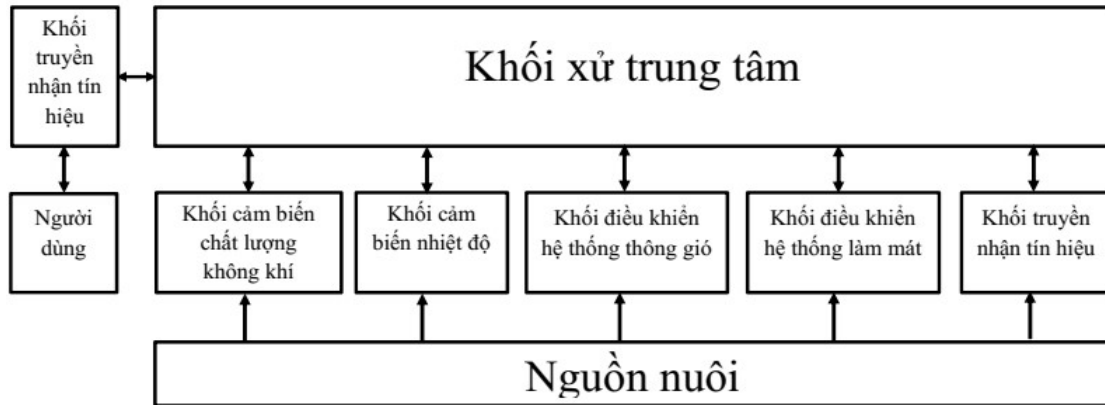 Khối
truyền
nhận tín
hiệu
Khối xử trung tâm
Người
dùng
Khối cảm biến
chất lượng
không khí
Khối cảm
biến nhiệt độ
Khối điều khiển
hệ thống thông gió
Khối điều khiển
hệ thống làm mát
Khối truyền
nhận tín hiệu
Nguồn nuôi